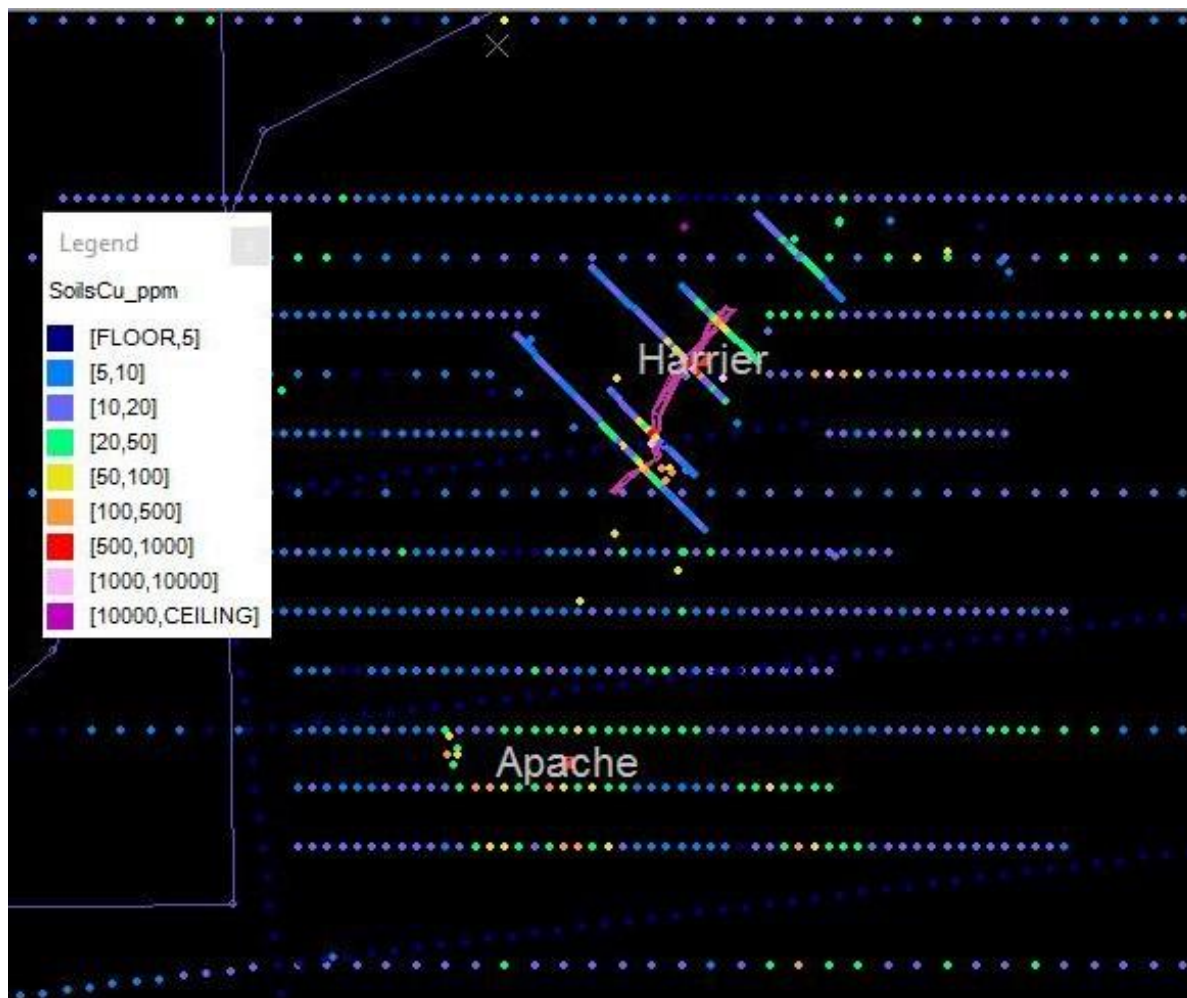 Legend
SoilsCu_ppm
[FLOOR,5]
[5,10]
[10,20]
[20,50]
[50,100]
[100,500]
[500,1000]
[1000,10000]
[10000,CEILING]
Harrier
Apache